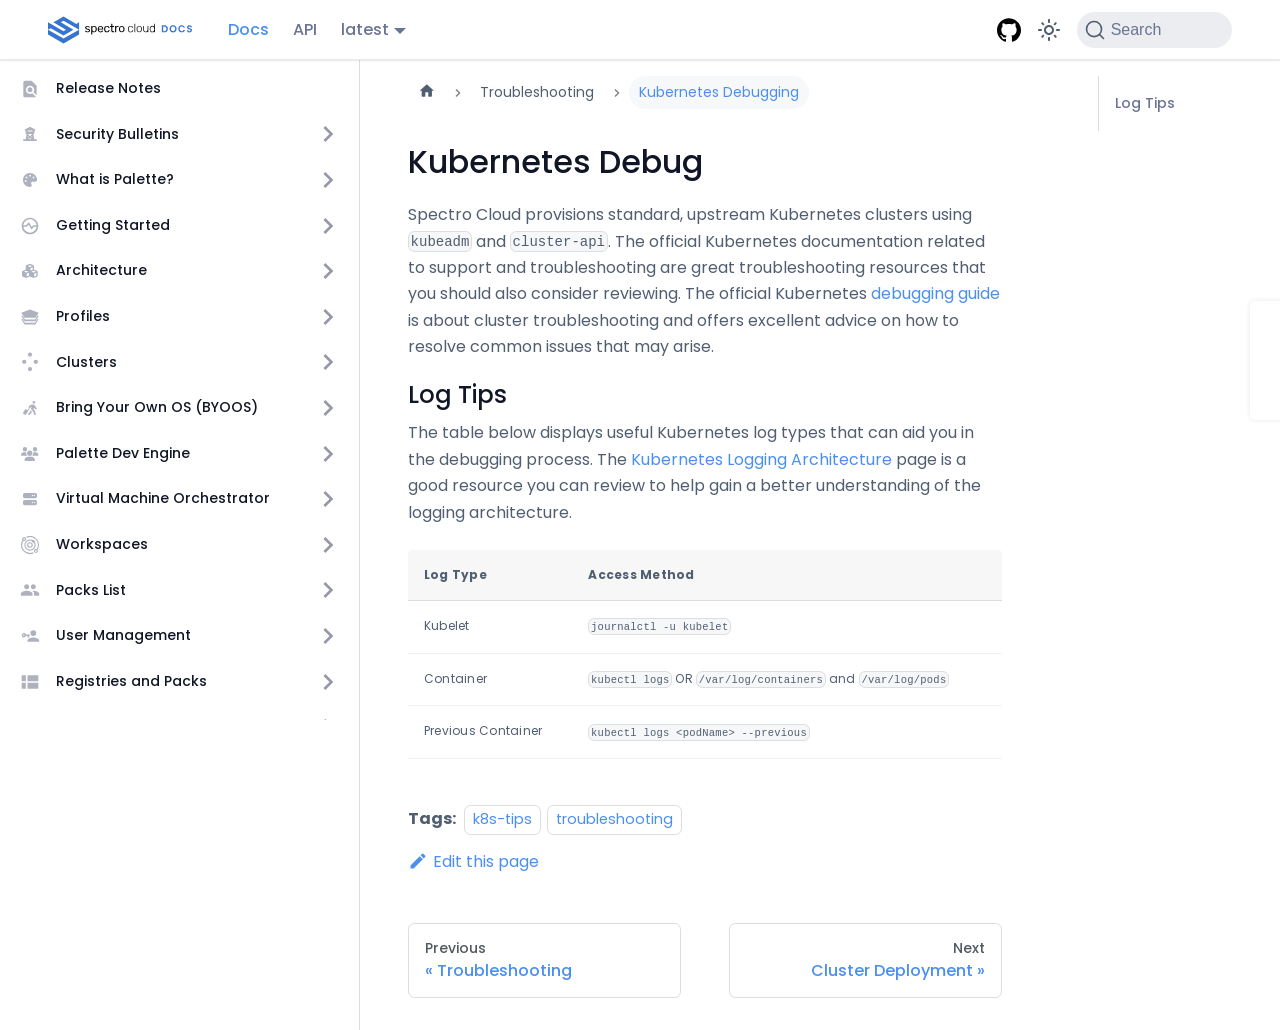 spectro cloud DOCS
Docs
API
latest
Search
Release Notes
Security Bulletins
What is Palette?
Getting Started
Architecture
Profiles
Clusters
Bring Your Own OS (BYOOS)
Palette Dev Engine
Virtual Machine Orchestrator
Workspaces
Packs List
User Management
Registries and Packs
Troubleshooting
Kubernetes Debugging
Kubernetes Debug
Spectro Cloud provisions standard, upstream Kubernetes clusters using
kubeadm and cluster-api. The official Kubernetes documentation related
to support and troubleshooting are great troubleshooting resources that
you should also consider reviewing. The official Kubernetes debugging guide
is about cluster troubleshooting and offers excellent advice on how to
resolve common issues that may arise.
Log Tips
The table below displays useful Kubernetes log types that can aid you in
the debugging process. The Kubernetes Logging Architecture page is a
good resource you can review to help gain a better understanding of the
logging architecture.
Log Type Access Method
Kubelet journalctl -u kubelet
Container kubectl logs OR /var/log/containers and /var/log/pods
Previous Container kubectl logs <podName> --previous
Tags: k8s-tips troubleshooting
Edit this page
Previous
« Troubleshooting
Next
Cluster Deployment »
Log Tips